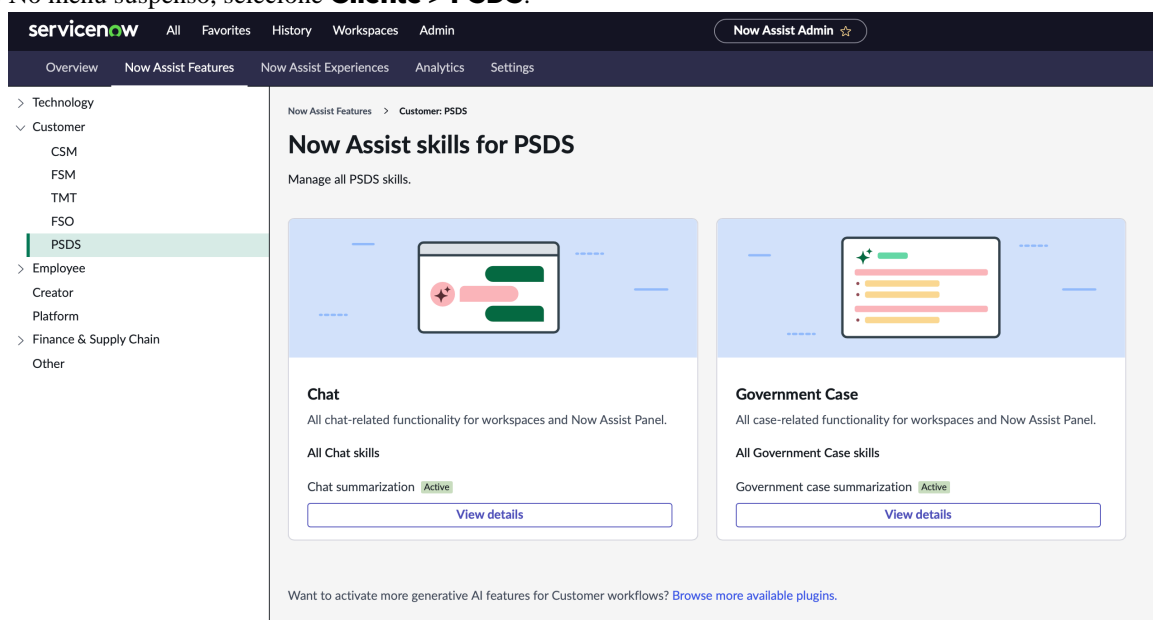 No menu suspenso, selecione Cliente > PSDS.
servicenow All Favorites History Workspaces Admin Now Assist Admin
Overview Now Assist Features Now Assist Experiences Analytics Settings
Technology
Customer
CSM
FSM
TMT
FSO
PSDS
Employee
Creator
Platform
Finance & Supply Chain
Other
Now Assist Features > Customer: PSDS
Now Assist skills for PSDS
Manage all PSDS skills.
Chat
All chat-related functionality for workspaces and Now Assist Panel.
All Chat skills
Chat summarization Active
View details
Government Case
All case-related functionality for workspaces and Now Assist Panel.
All Government Case skills
Government case summarization Active
View details
Want to activate more generative AI features for Customer workflows? Browse more available plugins.